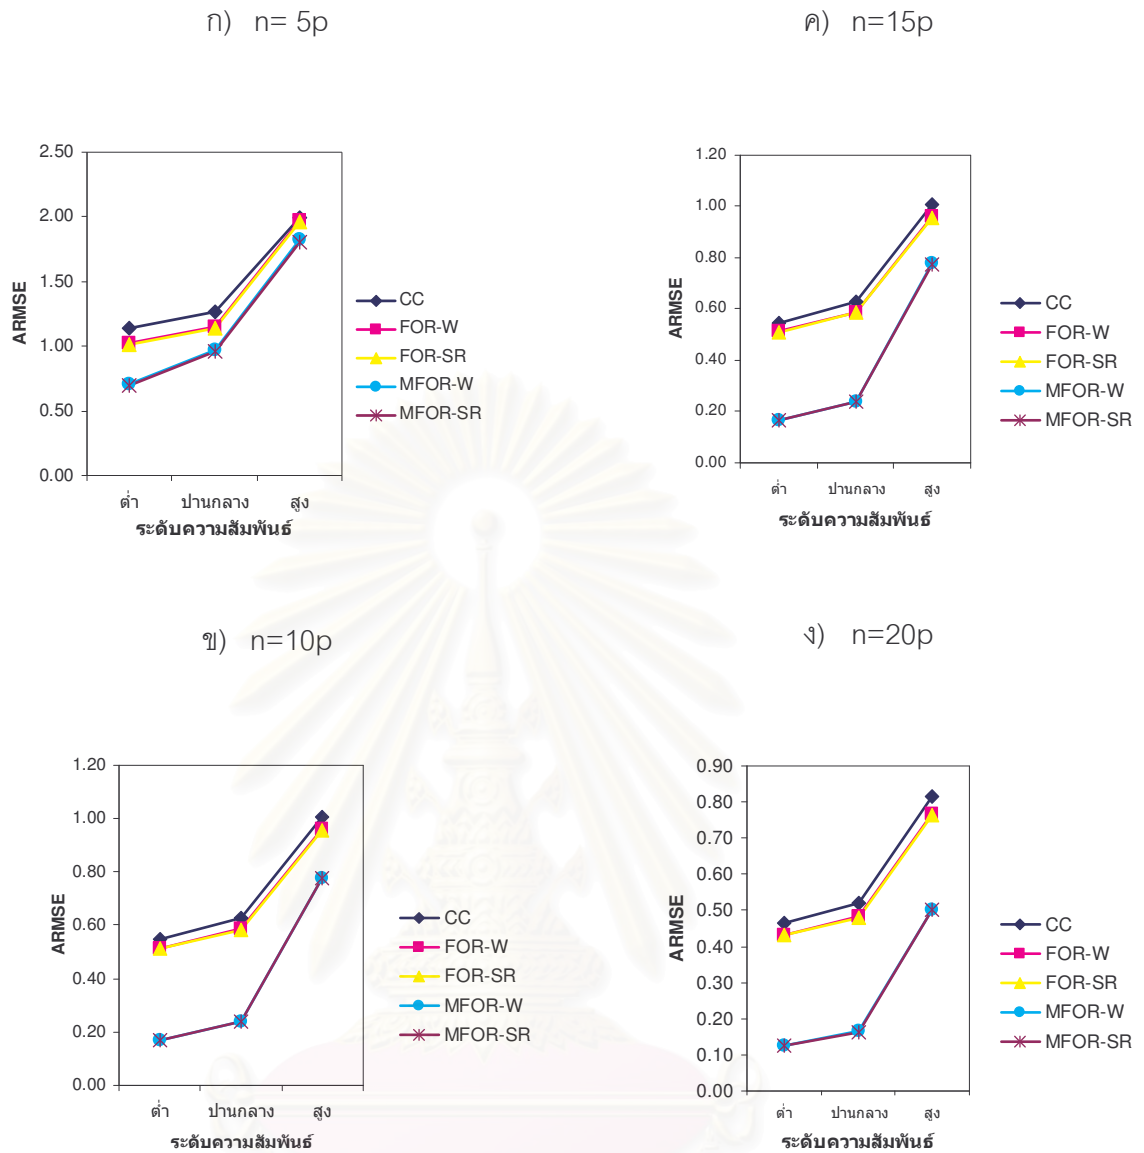 ก) n= 5p
2.50
2.00
1.50
1.00
0.50
0.00
ARMSE
ต่ำ ปานกลาง สูง
ระดับความสัมพันธ์
CC
FOR-W
FOR-SR
MFOR-W
MFOR-SR
ค) n=15p
1.20
1.00
0.80
0.60
0.40
0.20
0.00
ARMSE
ต่ำ ปานกลาง สูง
ระดับความสัมพันธ์
CC
FOR-W
FOR-SR
MFOR-W
MFOR-SR
ข) n=10p
1.20
1.00
0.80
0.60
0.40
0.20
0.00
ARMSE
ต่ำ ปานกลาง สูง
ระดับความสัมพันธ์
CC
FOR-W
FOR-SR
MFOR-W
MFOR-SR
ง) n=20p
0.90
0.80
0.70
0.60
0.50
0.40
0.30
0.20
0.10
0.00
ARMSE
ต่ำ ปานกลาง สูง
ระดับความสัมพันธ์
CC
FOR-W
FOR-SR
MFOR-W
MFOR-SR